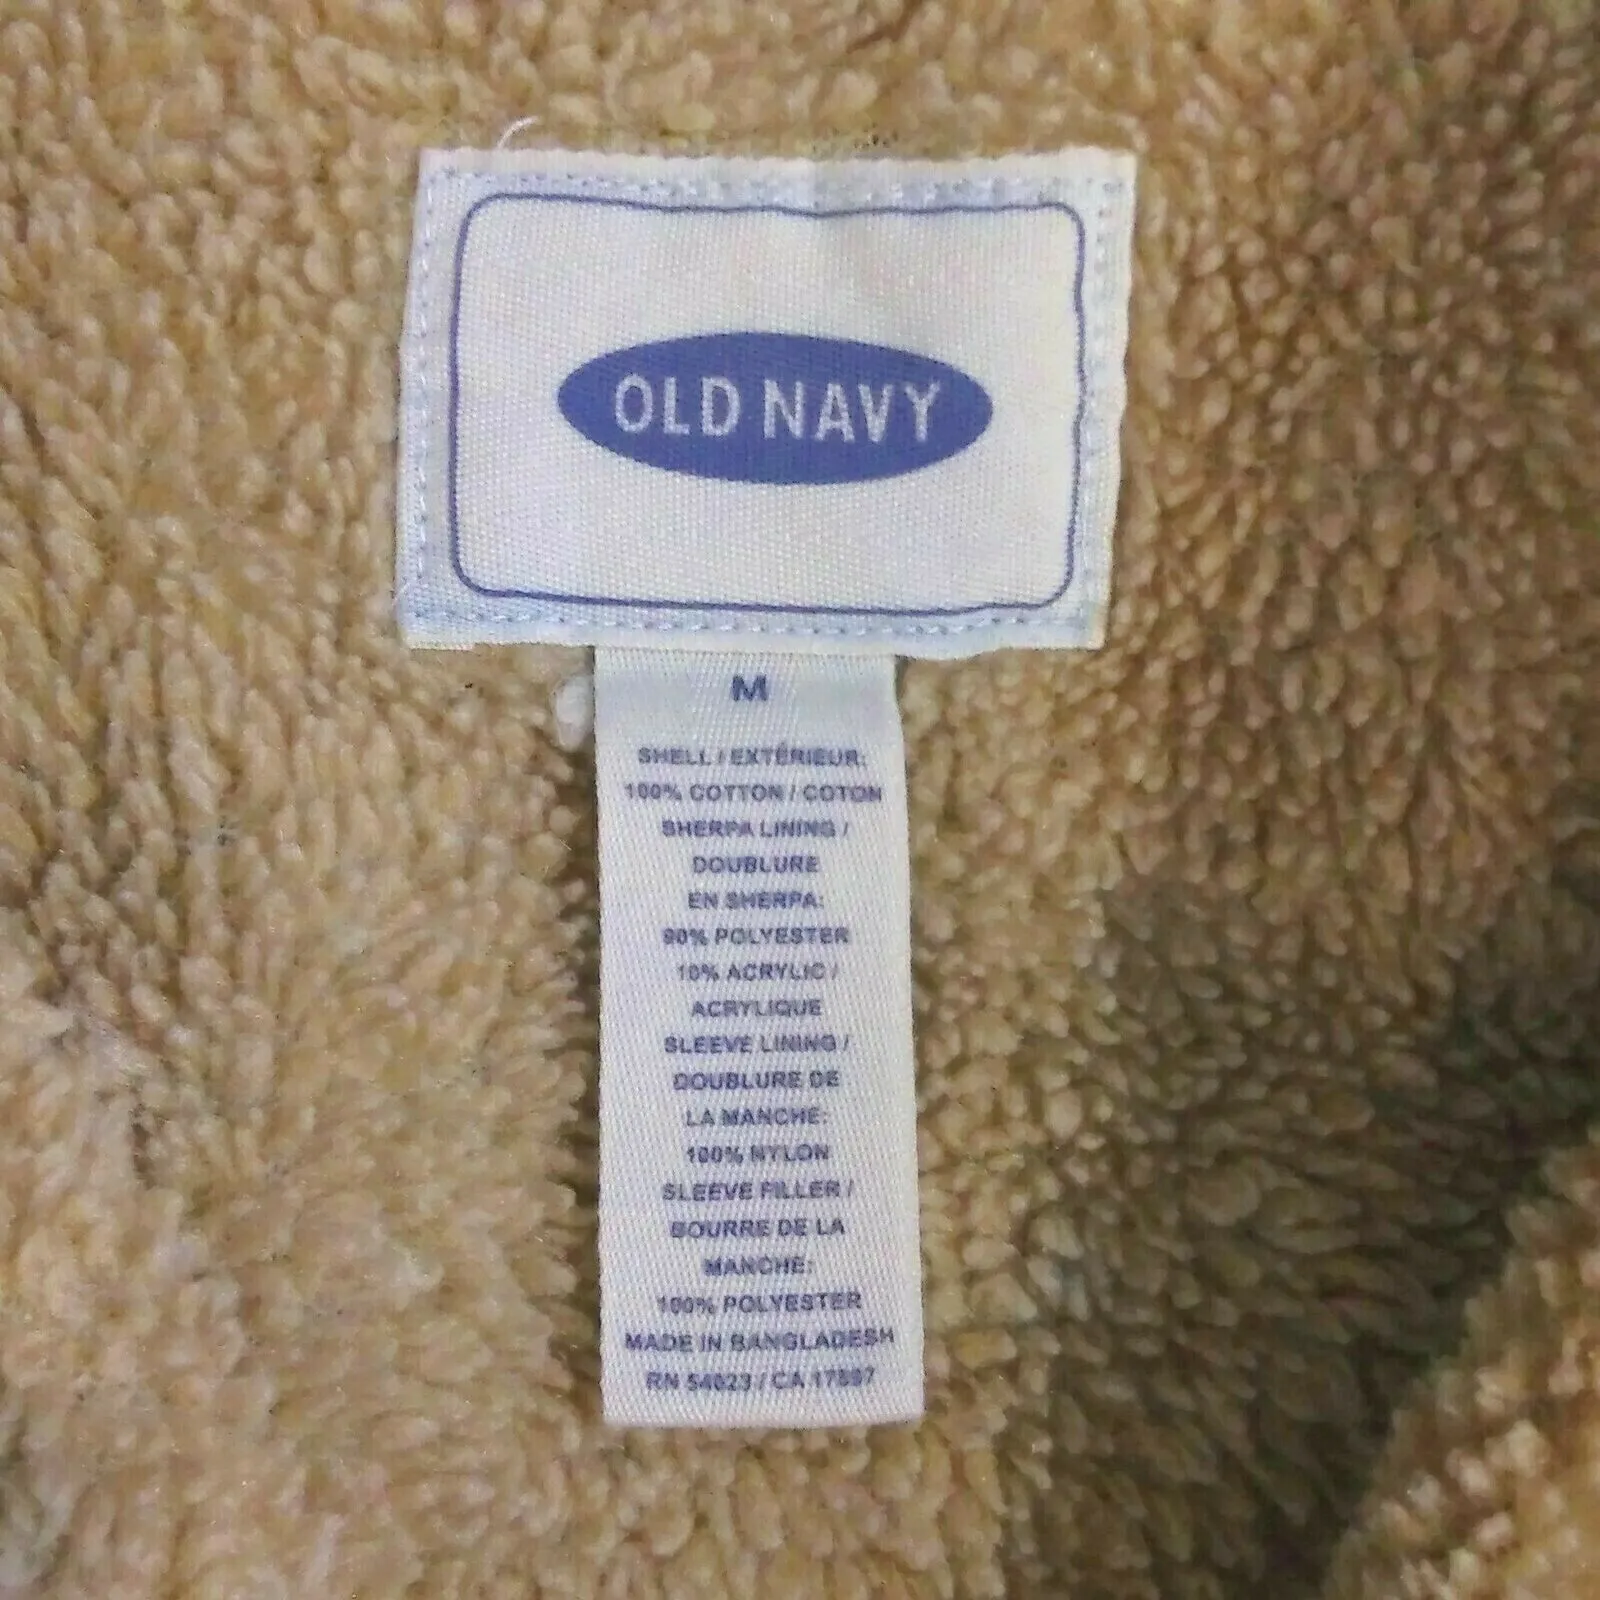 OLD NAVY
M
SHELL / EXTÉRIEUR:
100% COTTON / COTON
SHERPA LINING /
DOUBLURE
EN SHERPA:
90% POLYESTER
10% ACRYLIC /
ACRYLIQUE
SLEEVE LINING /
DOUBLURE DE
LA MANCHE:
100% NYLON
SLEEVE FILLER /
BOURRE DE LA
MANCHE:
100% POLYESTER
MADE IN BANGLADESH
RN 54023 / CA 17897